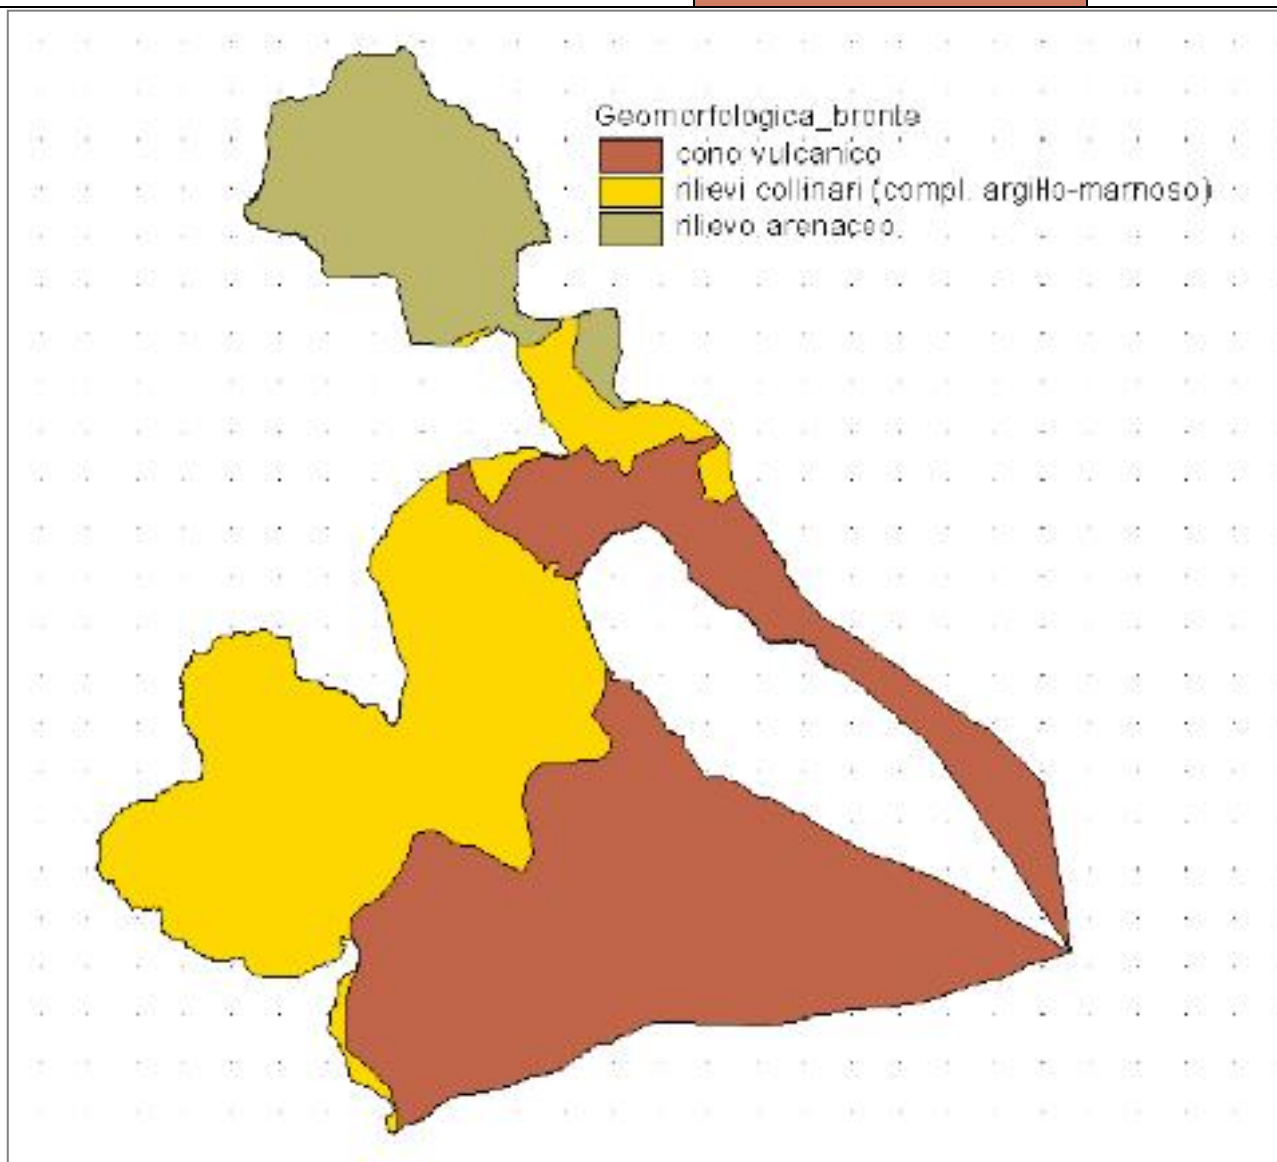 Geomorfologica_bronte
cono vulcanico
rilievi collinari (compl. argillo-marnoso)
rilievo arenaceo